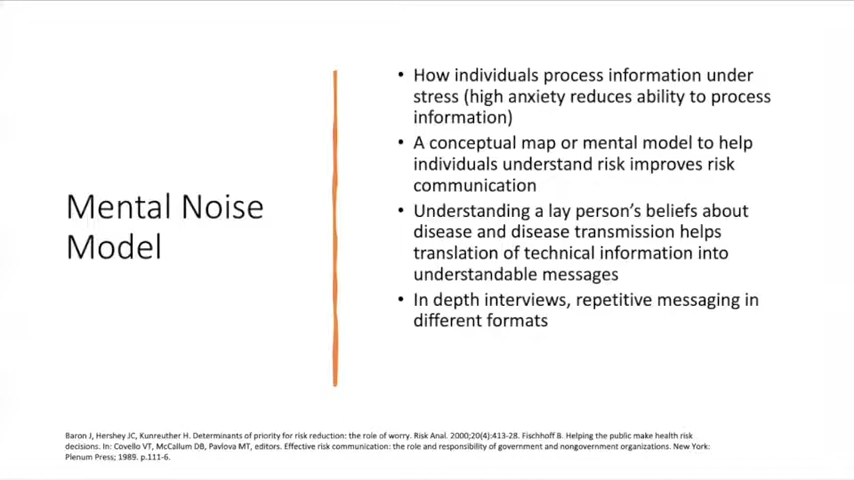 Mental Noise
Model
• How individuals process information under
stress (high anxiety reduces ability to process
information)
• A conceptual map or mental model to help
individuals understand risk improves risk
communication
• Understanding a lay person’s beliefs about
disease and disease transmission helps
translation of technical information into
understandable messages
• In depth interviews, repetitive messaging in
different formats
Baron J, Hershey JC, Kunreuther H. Determinants of priority for risk reduction: the role of worry. Risk Anal. 2000;20(4):413-28. Fischhoff B. Helping the public make health risk
decisions. In: Covello VT, McCallum DB, Pavlova MT, editors. Effective risk communication: the role and responsibility of government and nongovernment organizations. New York:
Plenum Press; 1989. p.111-6.